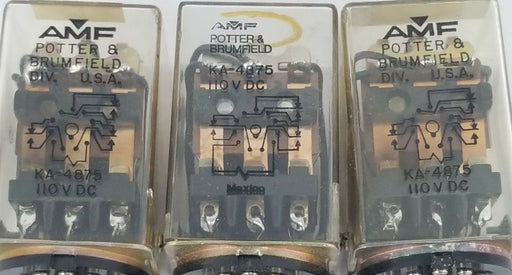 AMF
POTTER &
BRUMFIELD
DIV. U.S.A.
KA-4875
110 V DC
AMF
POTTER &
BRUMFIELD
KA-4875
110 V DC
Mexico
AMF
POTTER &
BRUMFIELD
DIV. U.S.A.
KA-4875
110 V DC